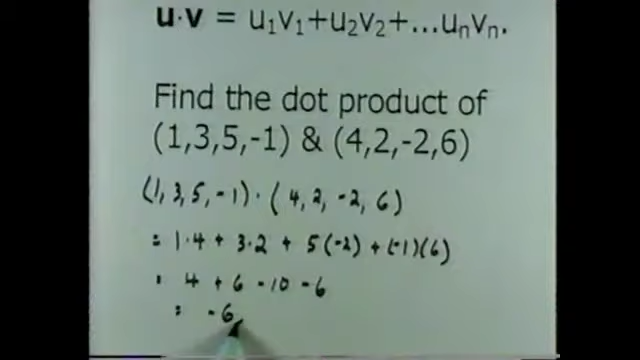 u·v = u₁v₁+u₂v₂+...uₙvₙ.
Find the dot product of
(1,3,5,-1) & (4,2,-2,6)
(1, 3, 5, -1) · (4, 2, -2, 6)
= 1·4 + 3·2 + 5(-2) + (-1)(6)
= 4 + 6 -10 -6
= -6